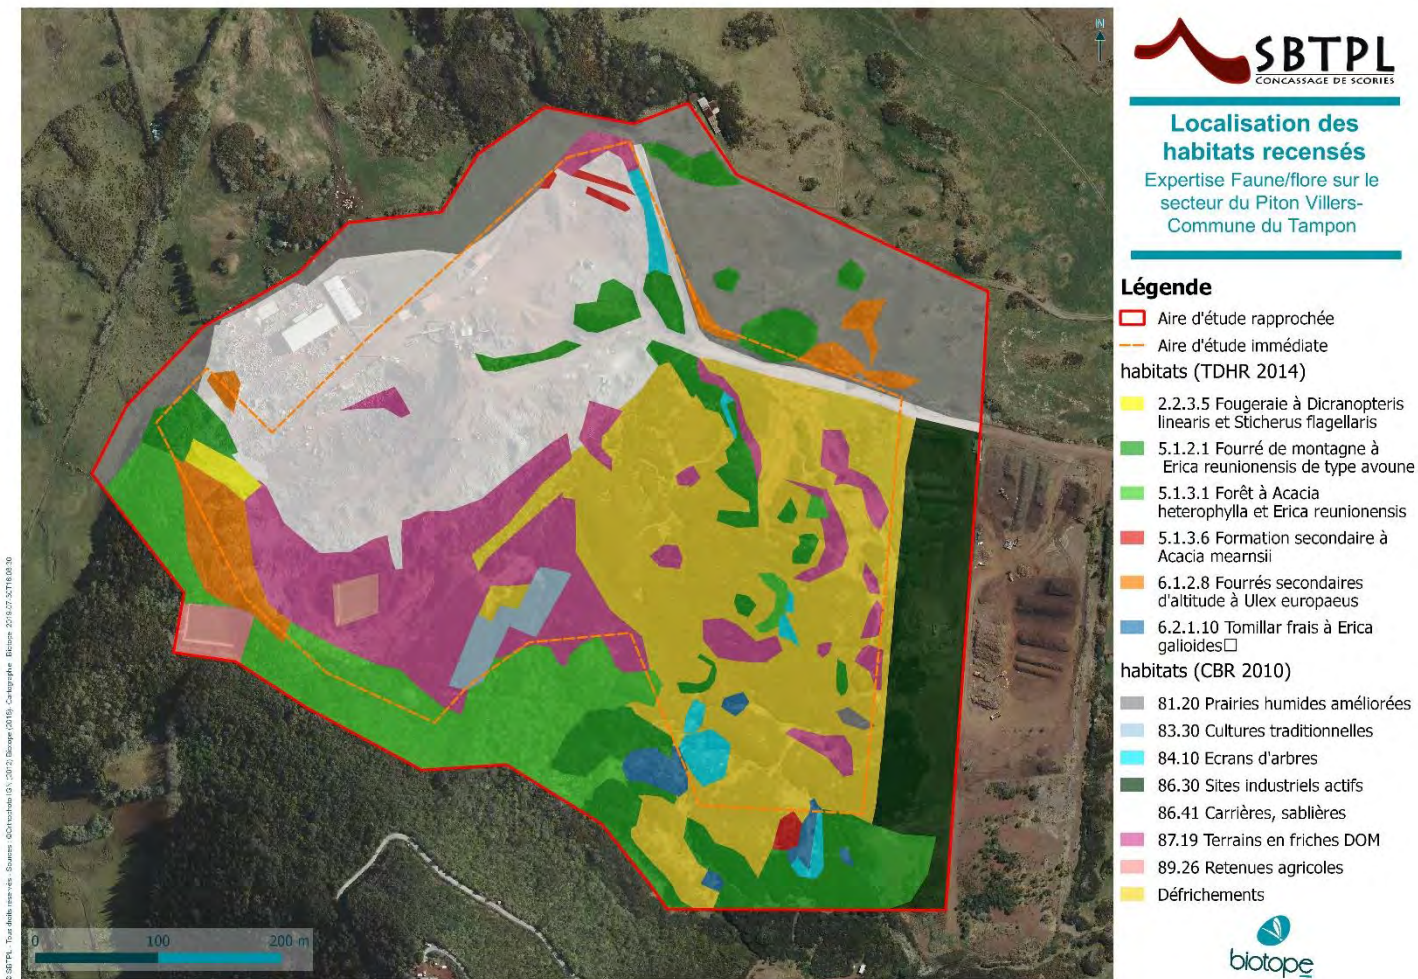 N
SBTPL
CONCASSAGE DE SCORIES
Localisation des
habitats recensés
Expertise Faune/flore sur le
secteur du Piton Villers-
Commune du Tampon
Légende
Aire d'étude rapprochée
Aire d'étude immédiate
habitats (TDHR 2014)
2.2.3.5 Fougeraie à Dicranopteris
linearis et Sticherus flagellaris
5.1.2.1 Fourré de montagne à
Erica reunionensis de type avoune
5.1.3.1 Forêt à Acacia
heterophylla et Erica reunionensis
5.1.3.6 Formation secondaire à
Acacia mearnsii
6.1.2.8 Fourrés secondaires
d'altitude à Ulex europaeus
6.2.1.10 Tomillar frais à Erica
galioides□
habitats (CBR 2010)
81.20 Prairies humides améliorées
83.30 Cultures traditionnelles
84.10 Ecrans d'arbres
86.30 Sites industriels actifs
86.41 Carrières, sablières
87.19 Terrains en friches DOM
89.26 Retenues agricoles
Défrichements
biotope
0 100 200 m
© SBTPL - Tous droits réservés - Sources :